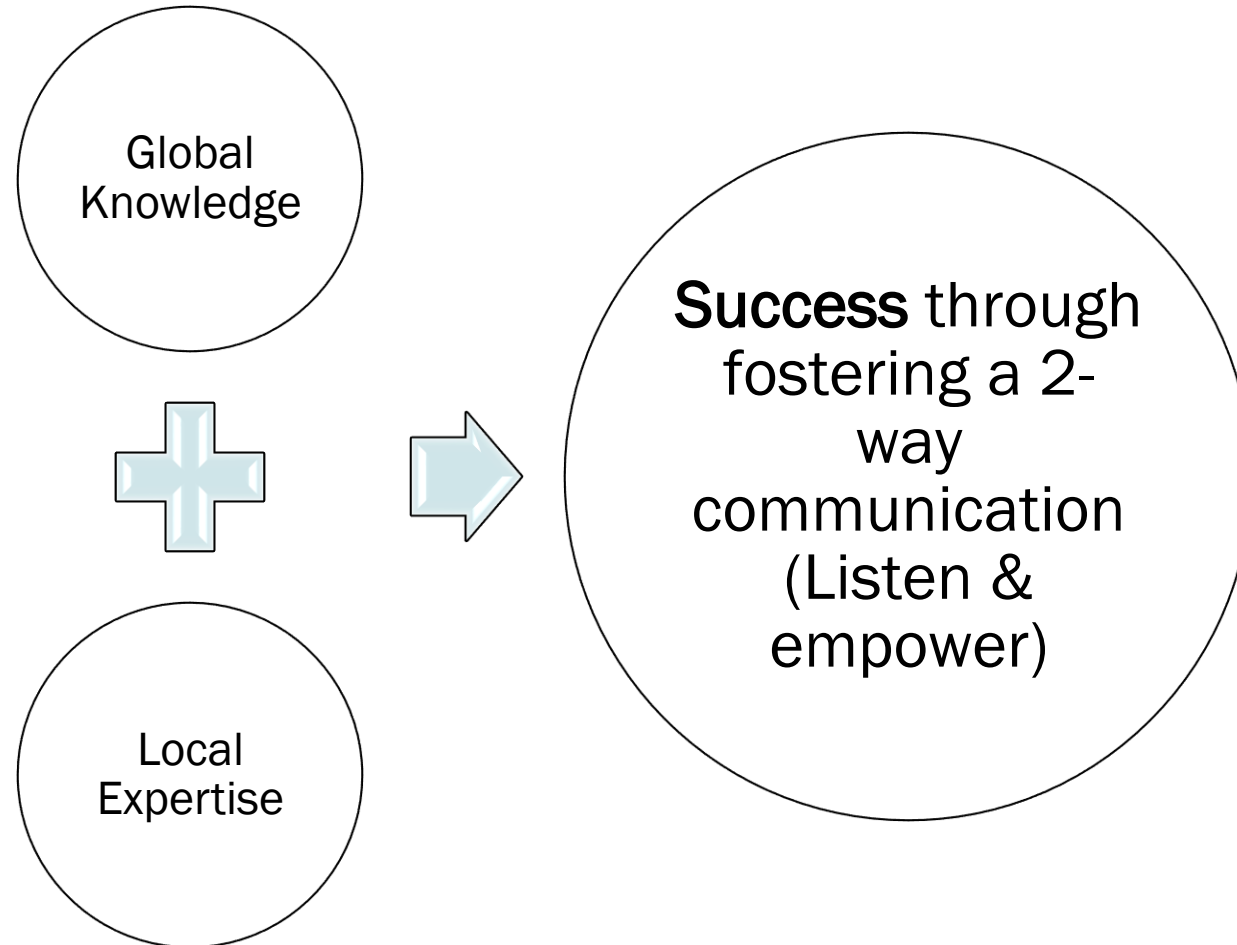 Global
Knowledge
Local
Expertise
Success through
fostering a 2-
way
communication
(Listen &
empower)